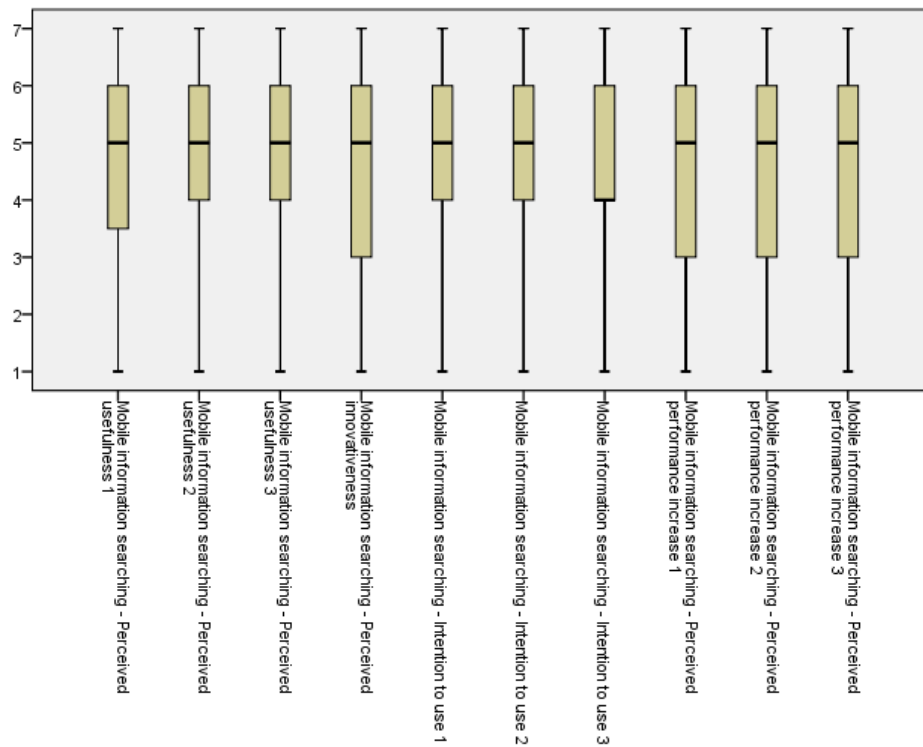 7
6
5
4
3
2
1
Mobile information searching - Perceived
usefulness 1
Mobile information searching - Perceived
usefulness 2
Mobile information searching - Perceived
usefulness 3
Mobile information searching - Perceived
innovativeness
Mobile information searching - Intention to use 1
Mobile information searching - Intention to use 2
Mobile information searching - Intention to use 3
Mobile information searching - Perceived
performance increase 1
Mobile information searching - Perceived
performance increase 2
Mobile information searching - Perceived
performance increase 3